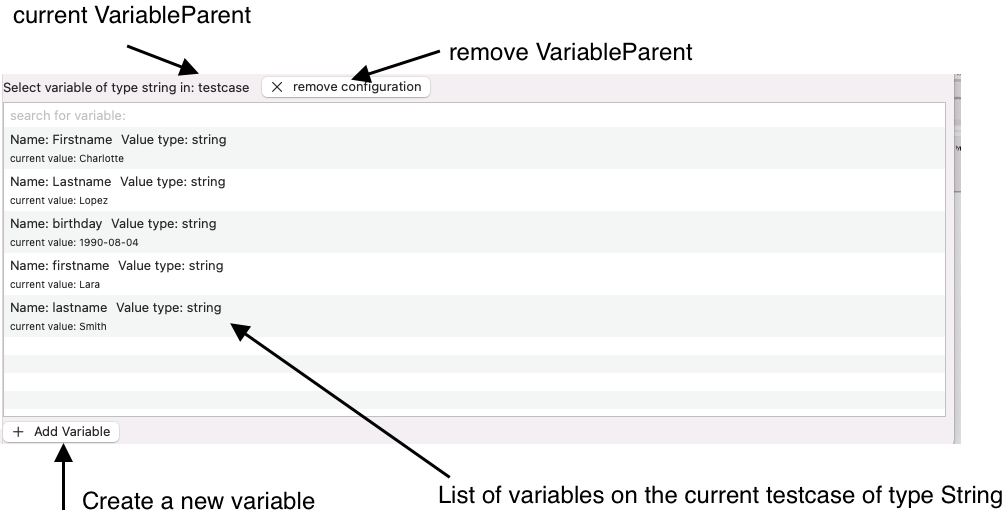 current VariableParent
remove VariableParent
Select variable of type string in: testcase
remove configuration
search for variable:
Name: Firstname Value type: string
current value: Charlotte
Name: Lastname Value type: string
current value: Lopez
Name: birthday Value type: string
current value: 1990-08-04
Name: firstname Value type: string
current value: Lara
Name: lastname Value type: string
current value: Smith
+ Add Variable
Create a new variable
List of variables on the current testcase of type String